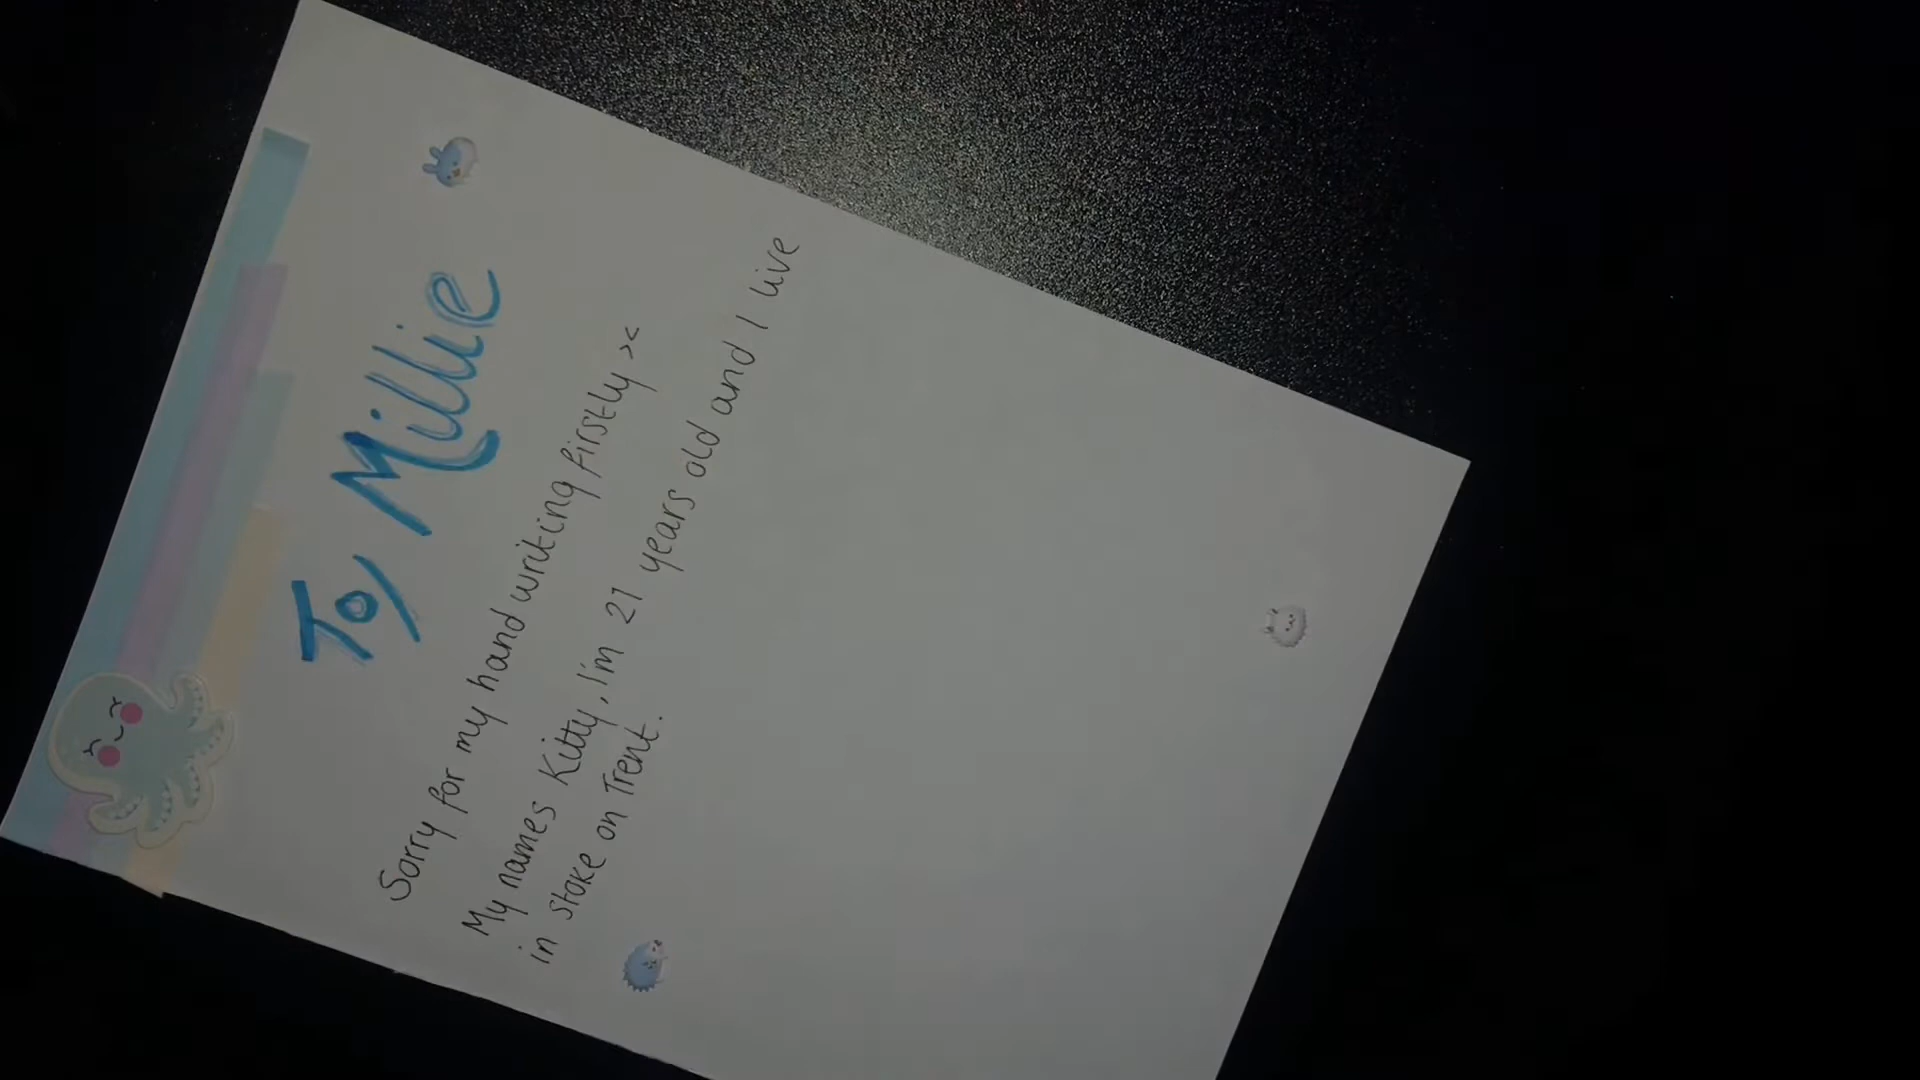 To, Millie
Sorry for my hand writing firstly ><
My names Kitty, I'm 21 years old and I live
in stoke on Trent.